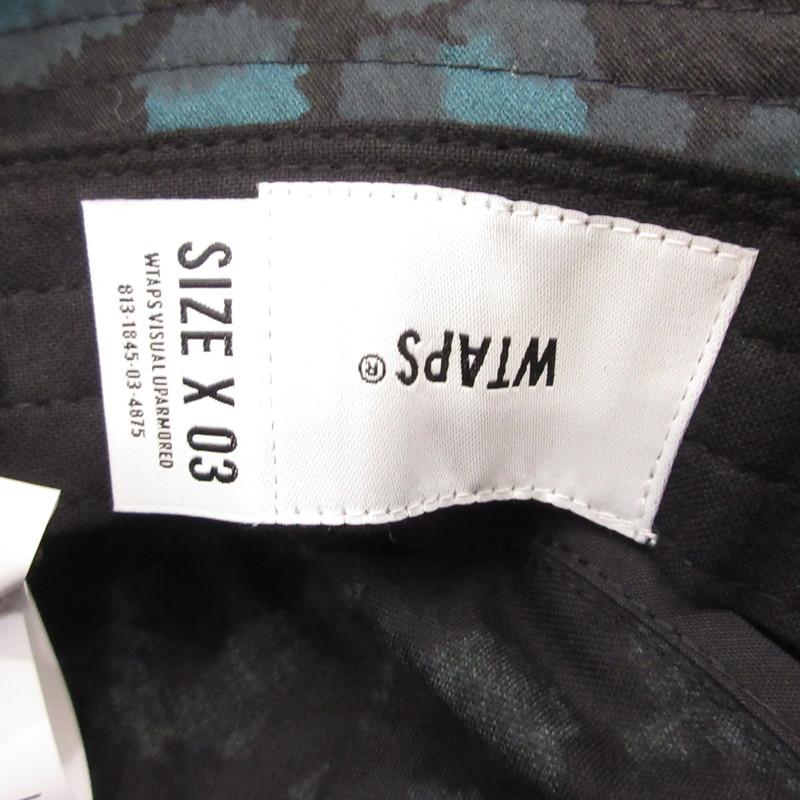 WTAPS®
SIZE X 03
WTAPS VISUAL UPARMORED
813-1845-03-4875